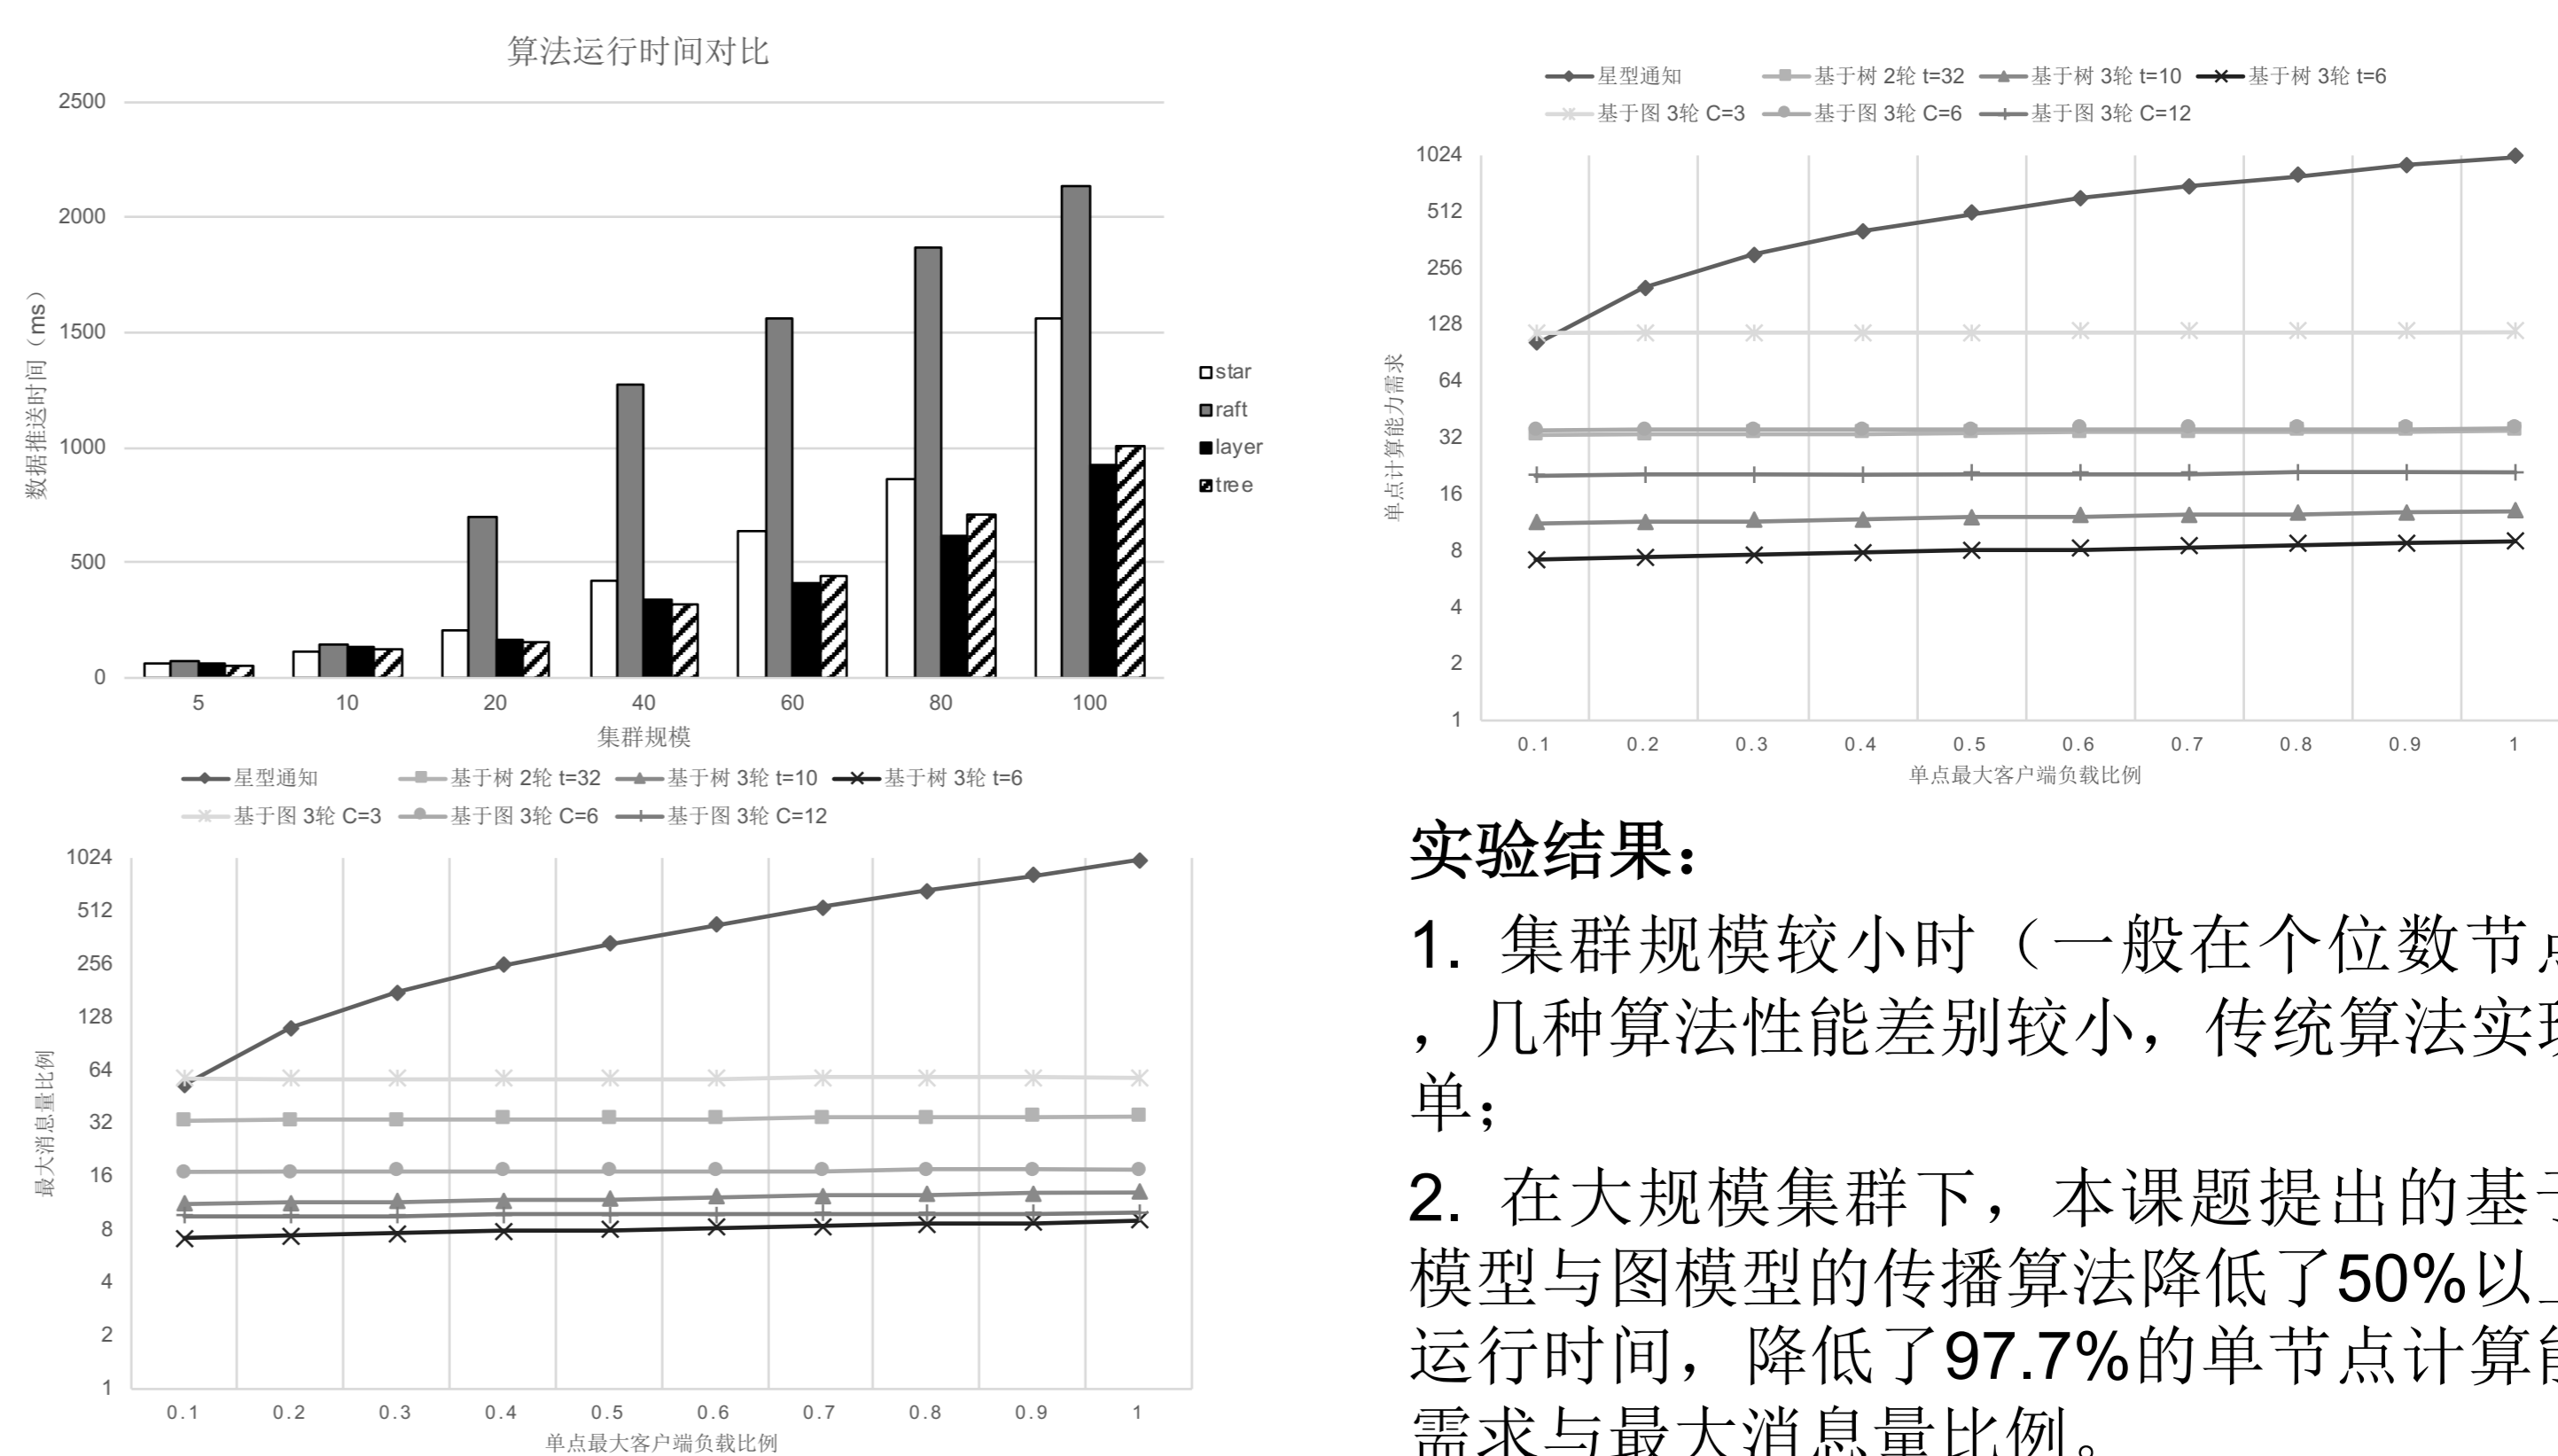 算法运行时间对比
2500
2000
1500
1000
500
0
数据推送时间（ms）
5 10 20 40 60 80 100
集群规模
star
raft
layer
tree
星型通知 基于树 2轮 t=32 基于树 3轮 t=10 基于树 3轮 t=6
基于图 3轮 C=3 基于图 3轮 C=6 基于图 3轮 C=12
1024
512
256
128
64
32
16
8
4
2
1
单点计算能力需求
0.1 0.2 0.3 0.4 0.5 0.6 0.7 0.8 0.9 1
单点最大客户端负载比例
星型通知 基于树 2轮 t=32 基于树 3轮 t=10 基于树 3轮 t=6
基于图 3轮 C=3 基于图 3轮 C=6 基于图 3轮 C=12
1024
512
256
128
64
32
16
8
4
2
1
最大消息量比例
0.1 0.2 0.3 0.4 0.5 0.6 0.7 0.8 0.9 1
单点最大客户端负载比例
实验结果：
1. 集群规模较小时（一般在个位数节
，几种算法性能差别较小，传统算法实
单；
2. 在大规模集群下，本课题提出的基
模型与图模型的传播算法降低了50%以
运行时间，降低了97.7%的单节点计算
需求与最大消息量比例。